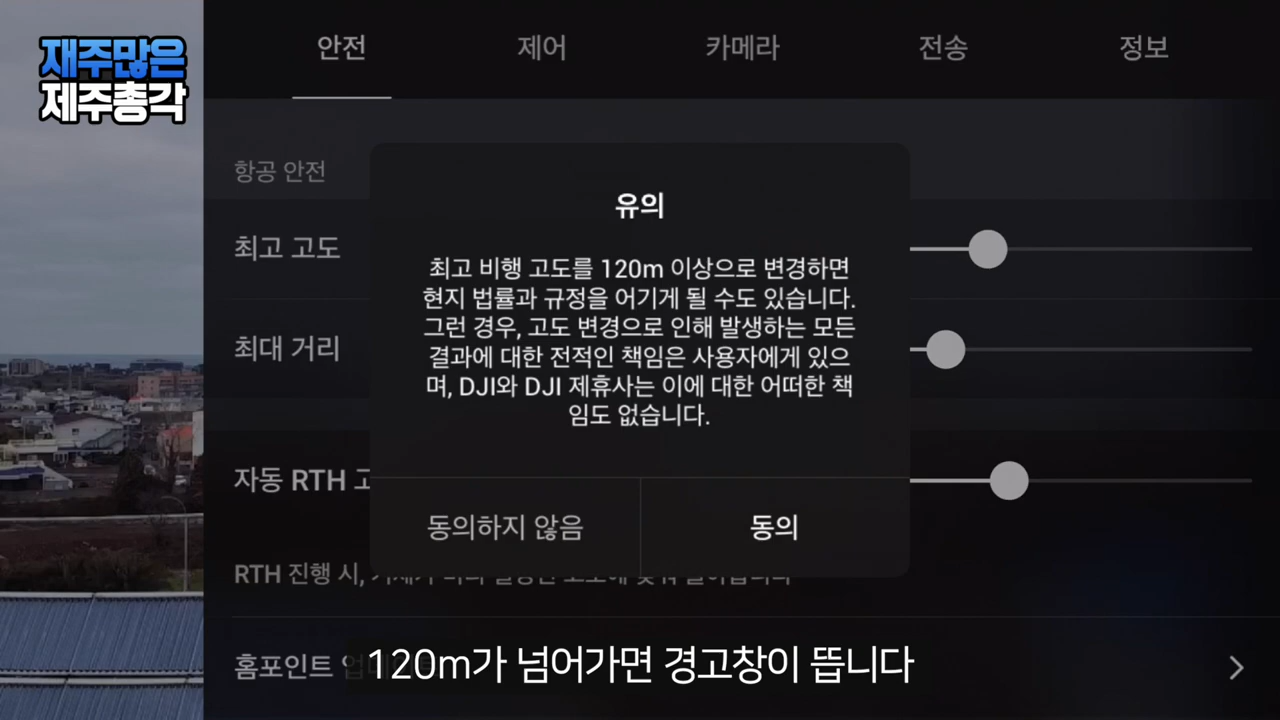 재주많은
제주총각
안전 제어 카메라 전송 정보
항공 안전
유의
최고 고도
최고 비행 고도를 120m 이상으로 변경하면
현지 법률과 규정을 어기게 될 수도 있습니다.
그런 경우, 고도 변경으로 인해 발생하는 모든
결과에 대한 전적인 책임은 사용자에게 있으
며, DJI와 DJI 제휴사는 이에 대한 어떠한 책
임도 없습니다.
최대 거리
자동 RTH 고
동의하지 않음 동의
RTH 진행 시,
홈포인트
120m가 넘어가면 경고창이 뜹니다